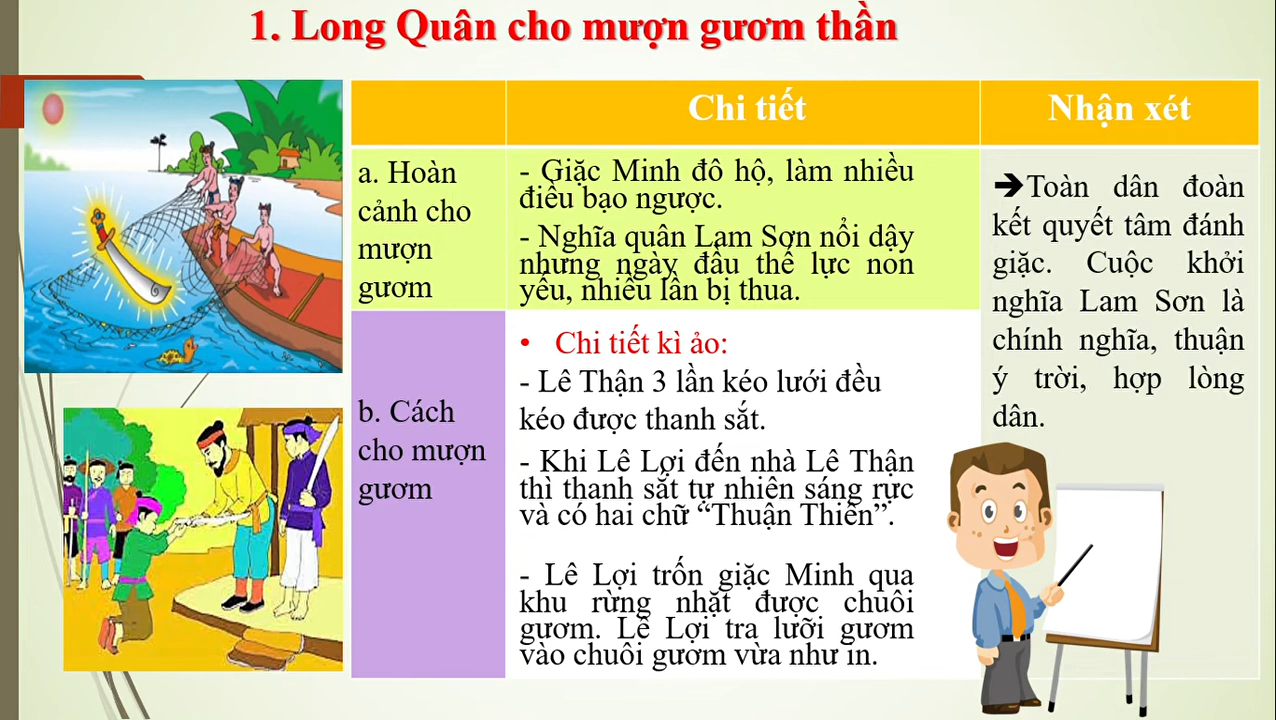 1. Long Quân cho mượn gươm thần
Chi tiết
Nhận xét
a. Hoàn
cảnh cho
mượn
gươm
- Giặc Minh đô hộ, làm nhiều
điều bạo ngược.
- Nghĩa quân Lam Sơn nổi dậy
nhưng ngày đầu thế lực non
yếu, nhiều lần bị thua.
b. Cách
cho mượn
gươm
• Chi tiết kì ảo:
- Lê Thận 3 lần kéo lưới đều
kéo được thanh sắt.
- Khi Lê Lợi đến nhà Lê Thận
thì thanh sắt tự nhiên sáng rực
và có hai chữ “Thuận Thiên”.
- Lê Lợi trốn giặc Minh qua
khu rừng nhặt được chuôi
gươm. Lê Lợi tra lưỡi gươm
vào chuôi gươm vừa như in.
➔Toàn dân đoàn
kết quyết tâm đánh
giặc. Cuộc khởi
nghĩa Lam Sơn là
chính nghĩa, thuận
ý trời, hợp lòng
dân.